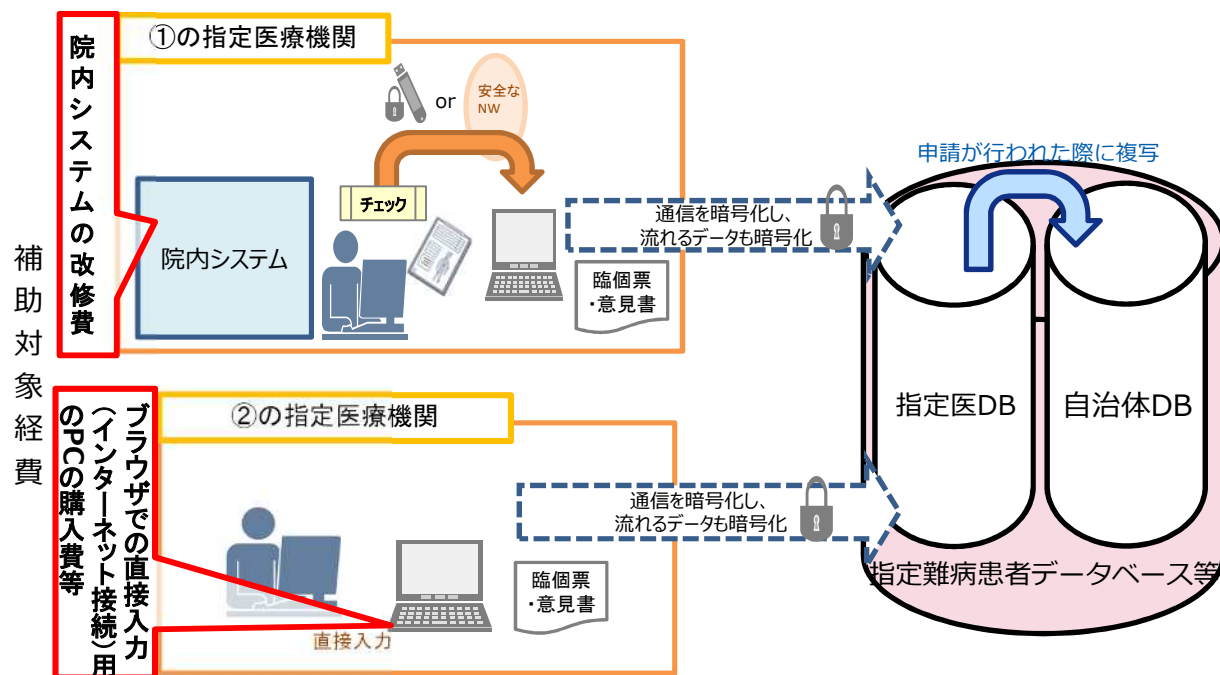 補助対象経費
院内システムの改修費
①の指定医療機関
or
安全な
NW
チェック
院内システム
臨個票
・意見書
通信を暗号化し、
流れるデータも暗号化
申請が行われた際に複写
指定医DB
自治体DB
指定難病患者データベース等
ブラウザでの直接入力
(インターネット接続)用
のPCの購入費等
②の指定医療機関
直接入力
臨個票
・意見書
通信を暗号化し、
流れるデータも暗号化